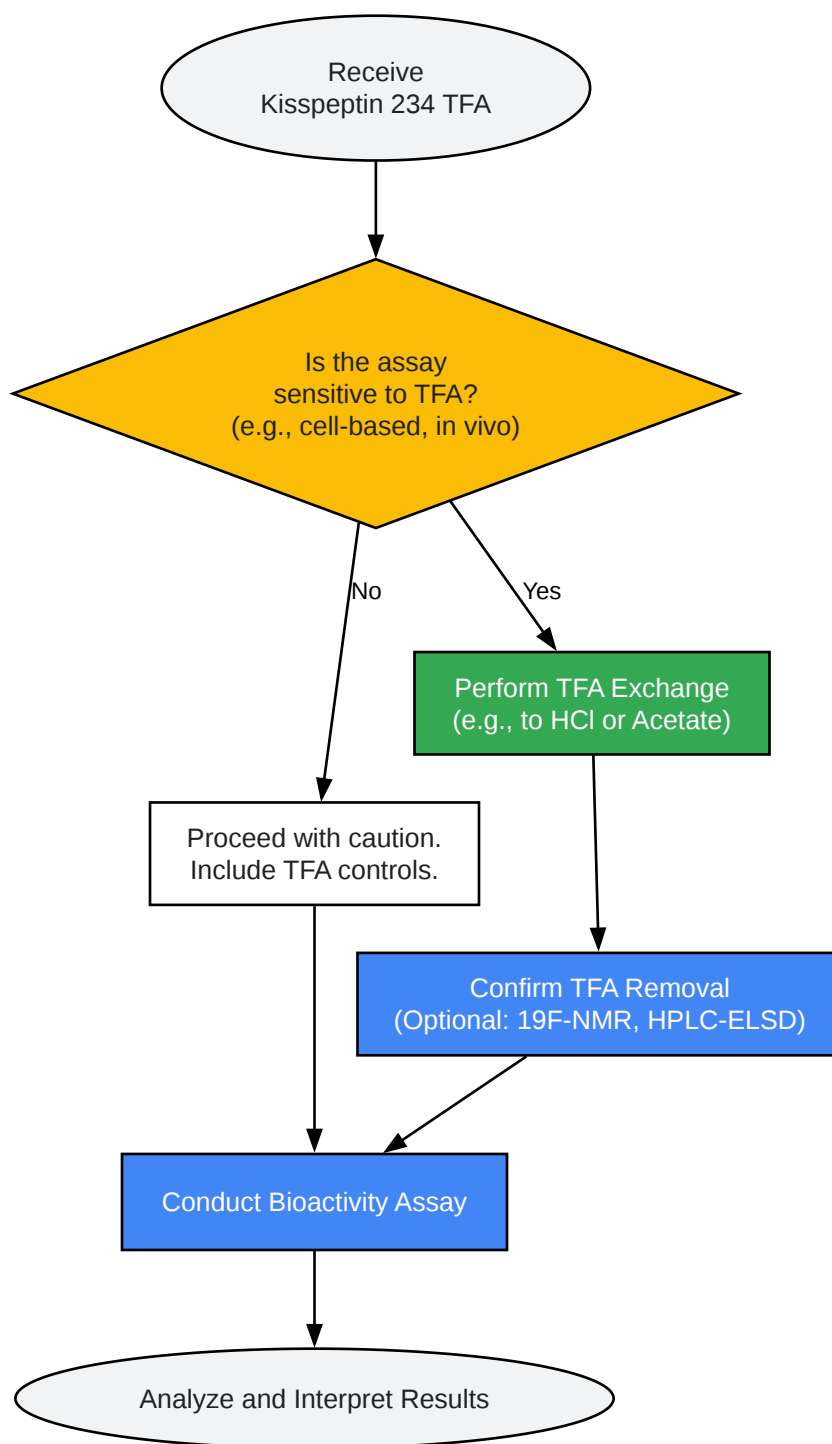 Receive
Kisspeptin 234 TFA
Is the assay
sensitive to TFA?
(e.g., cell-based, in vivo)
No
Yes
Perform TFA Exchange
(e.g., to HCl or Acetate)
Proceed with caution.
Include TFA controls.
Confirm TFA Removal
(Optional: 19F-NMR, HPLC-ELSD)
Conduct Bioactivity Assay
Analyze and Interpret Results